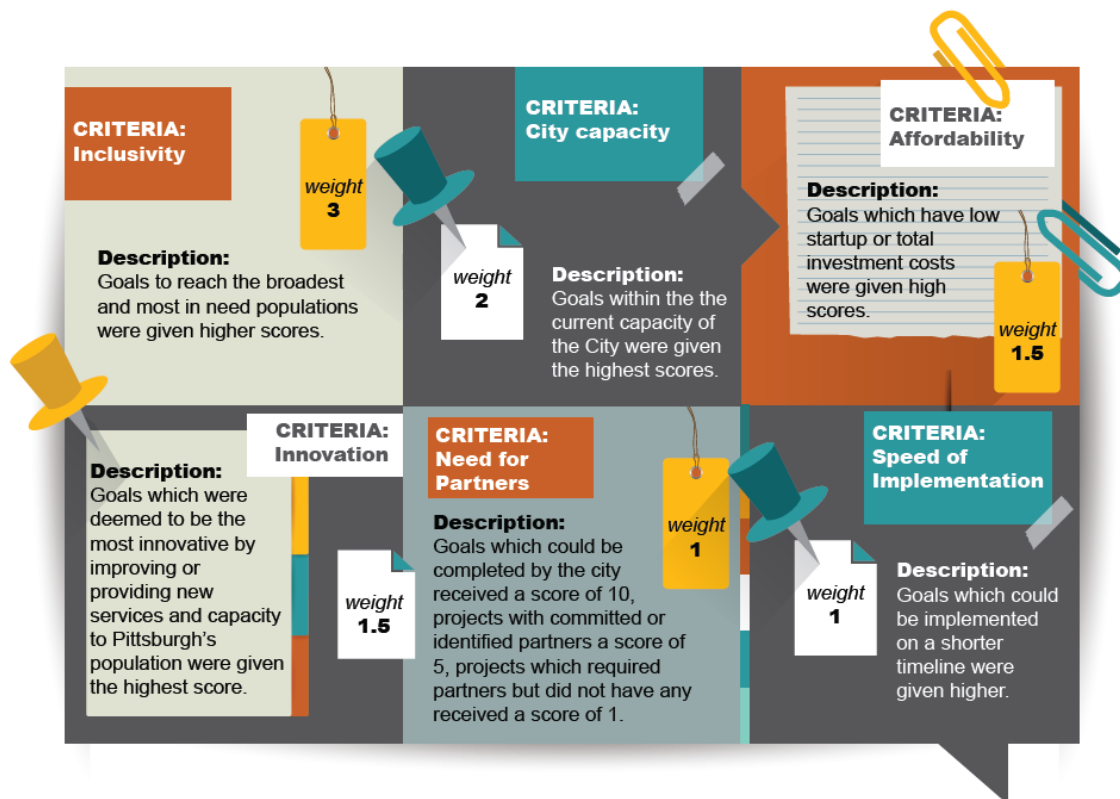 CRITERIA:
Inclusivity
weight
3
Description:
Goals to reach the broadest
and most in need populations
were given higher scores.
CRITERIA:
City capacity
weight
2
Description:
Goals within the the
current capacity of
the City were given
the highest scores.
CRITERIA:
Affordability
Description:
Goals which have low
startup or total
investment costs
were given high
scores.
weight
1.5
CRITERIA:
Innovation
Description:
Goals which were
deemed to be the
most innovative by
improving or
providing new
services and capacity
to Pittsburgh's
population were given
the highest score.
weight
1.5
CRITERIA:
Need for
Partners
weight
1
Description:
Goals which could be
completed by the city
received a score of 10,
projects with committed or
identified partners a score of
5, projects which required
partners but did not have any
received a score of 1.
CRITERIA:
Speed of
Implementation
weight
1
Description:
Goals which could
be implemented
on a shorter
timeline were
given higher.